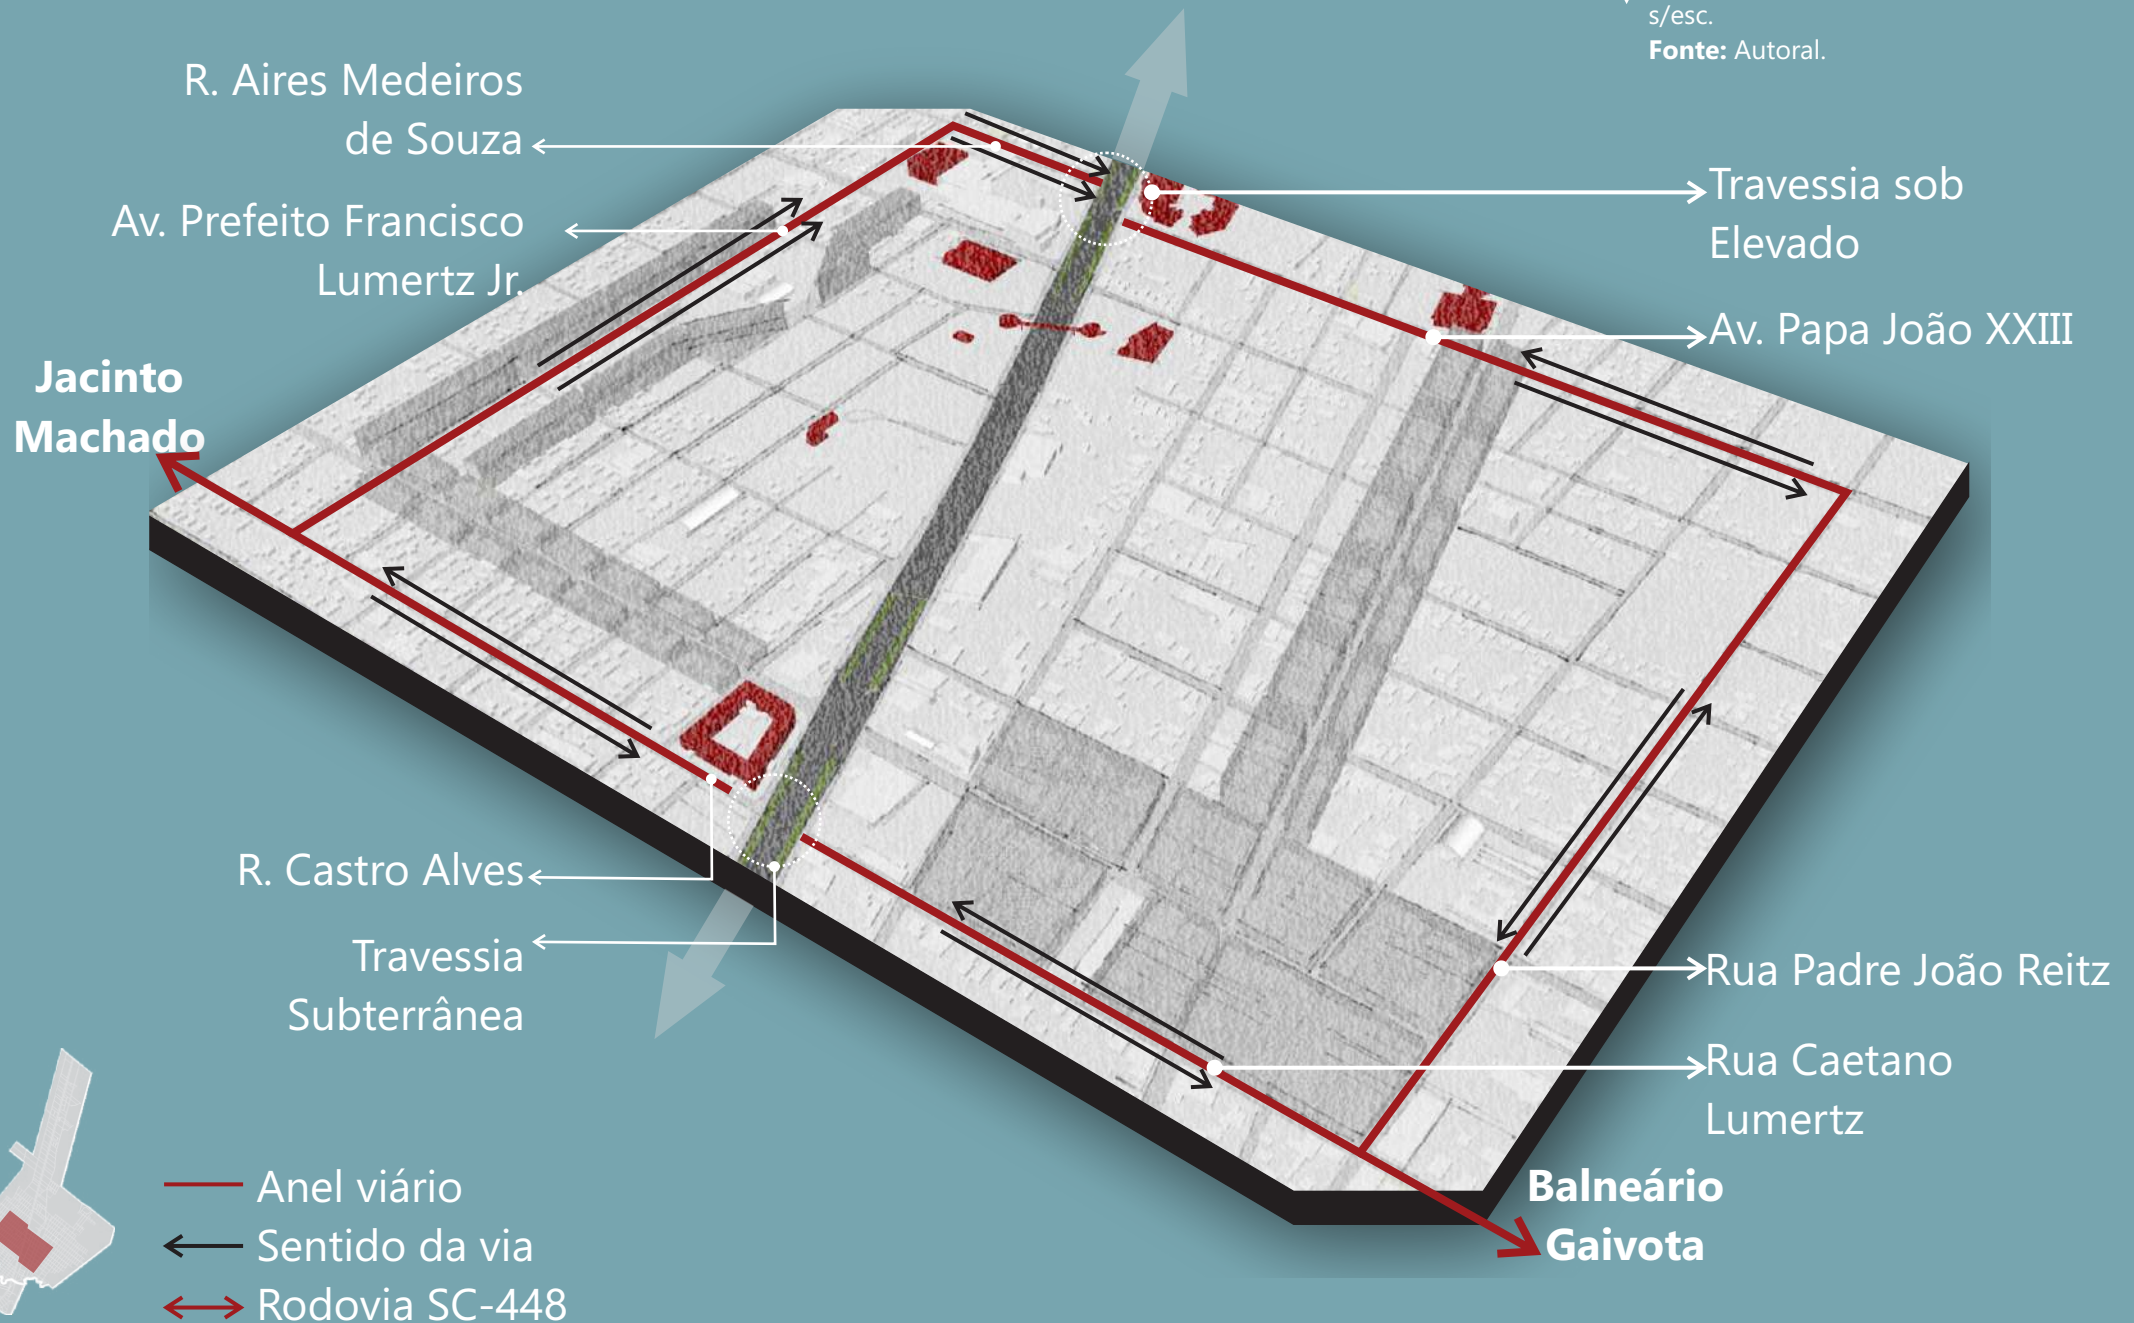 s/esc.
Fonte: Autoral.
R. Aires Medeiros
de Souza
Av. Prefeito Francisco
Lumertz Jr.
Travessia sob
Elevado
Av. Papa João XXIII
Jacinto
Machado
R. Castro Alves
Travessia
Subterrânea
Rua Padre João Reitz
Rua Caetano
Lumertz
Balneário
Gaivota
Anel viário
Sentido da via
Rodovia SC-448